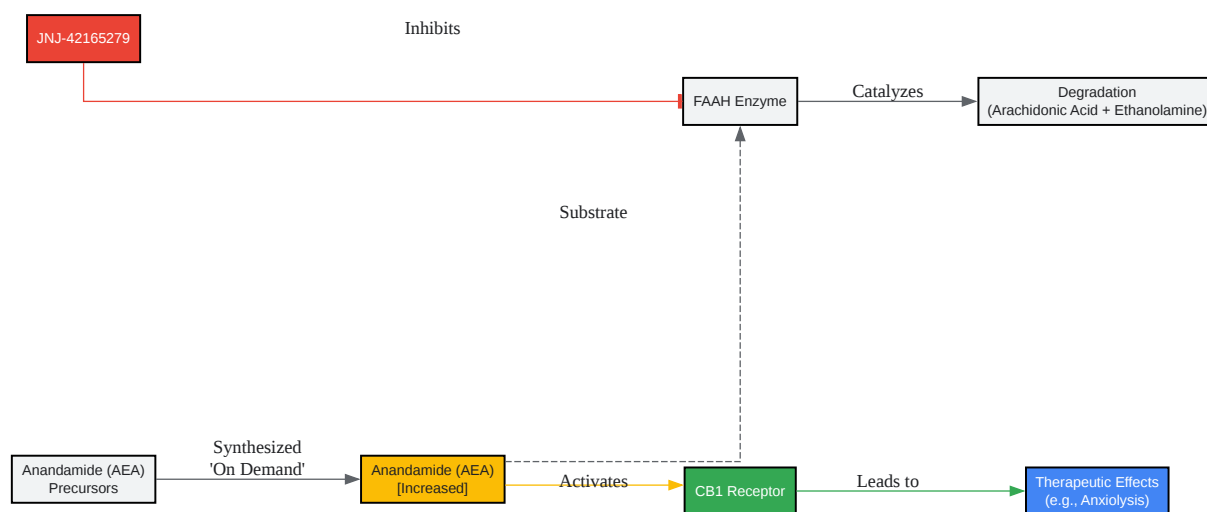 Inhibits
JNJ-42165279
FAAH Enzyme
Catalyzes
Degradation
(Arachidonic Acid + Ethanolamine)
Substrate
Synthesized
'On Demand'
Anandamide (AEA)
Precursors
Anandamide (AEA)
[Increased]
Activates
CB1 Receptor
Leads to
Therapeutic Effects
(e.g., Anxiolysis)